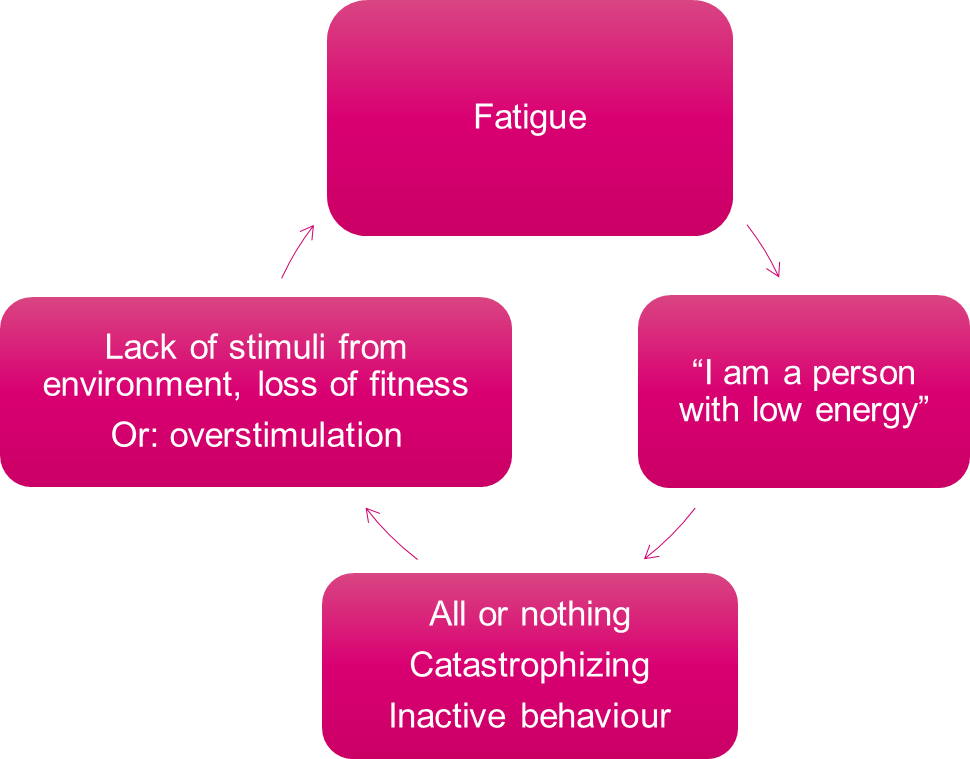 Fatigue
“I am a person
with low energy”
All or nothing
Catastrophizing
Inactive behaviour
Lack of stimuli from
environment, loss of fitness
Or: overstimulation